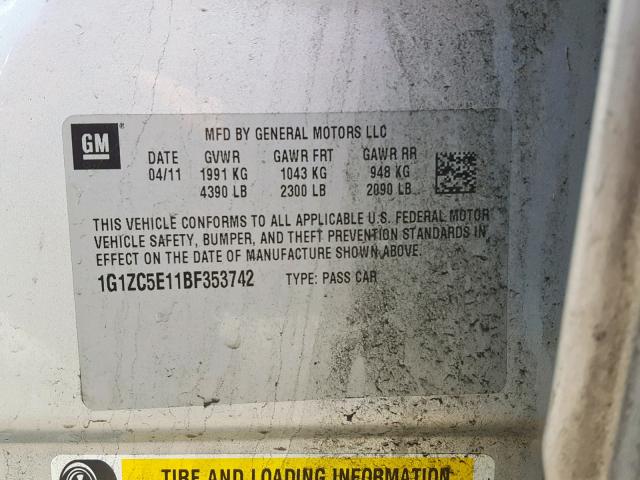 GM MFD BY GENERAL MOTORS LLC
DATE GVWR GAWR FRT GAWR RR
04/11 1991 KG 1043 KG 948 KG
4390 LB 2300 LB 2090 LB
THIS VEHICLE CONFORMS TO ALL APPLICABLE U.S. FEDERAL MOTOR
VEHICLE SAFETY, BUMPER, AND THEFT PREVENTION STANDARDS IN
EFFECT ON THE DATE OF MANUFACTURE SHOWN ABOVE.
1G1ZC5E11BF353742 TYPE: PASS CAR
TIRE AND LOADING INFORMATION